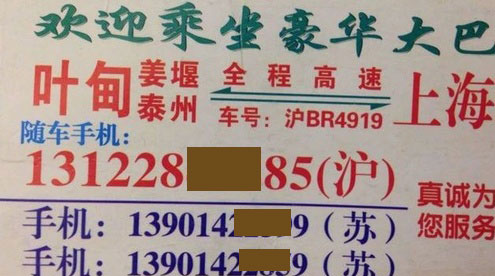 欢迎乘坐豪华大巴
叶甸 姜堰 泰州 全程高速 上海
车号：沪BR4919
随车手机：
131228 85(沪)
真诚为
您服务
手机：1390142 9（苏）
手机：1390142 9（苏）